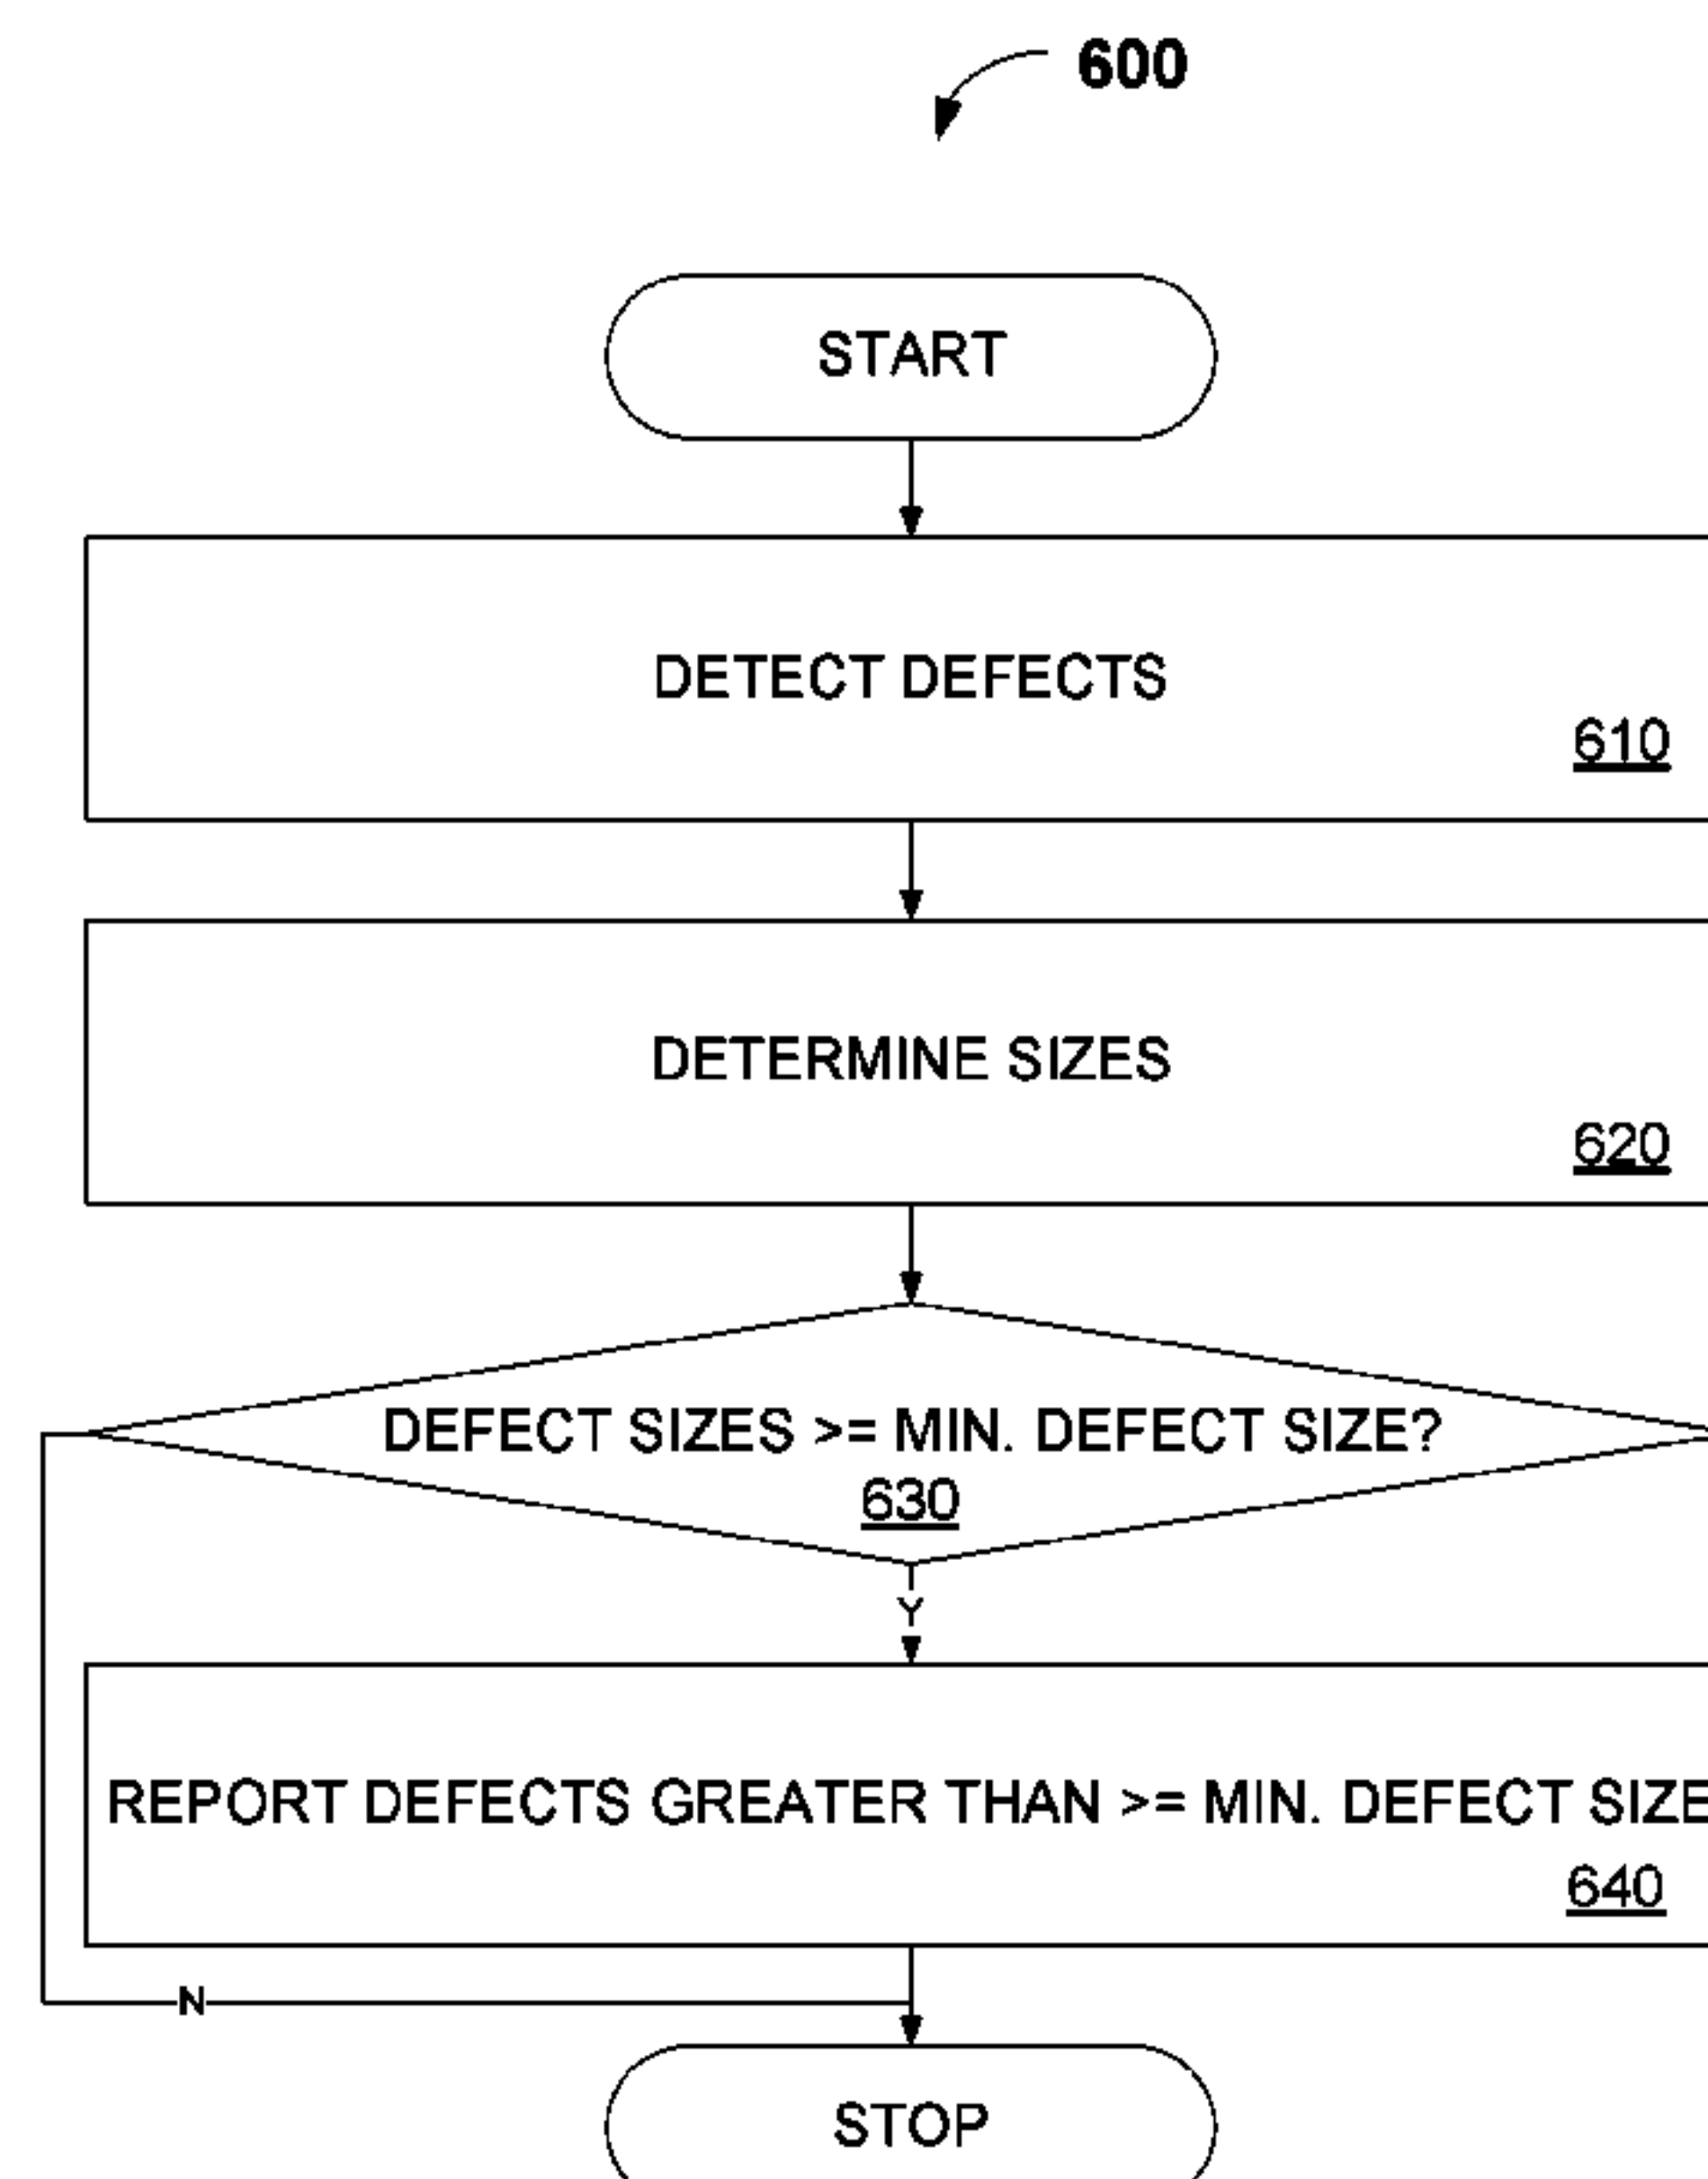 600
START
DETECT DEFECTS
610
DETERMINE SIZES
620
DEFECT SIZES >= MIN. DEFECT SIZE?
630
Y
REPORT DEFECTS GREATER THAN >= MIN. DEFECT SIZE
640
N
STOP